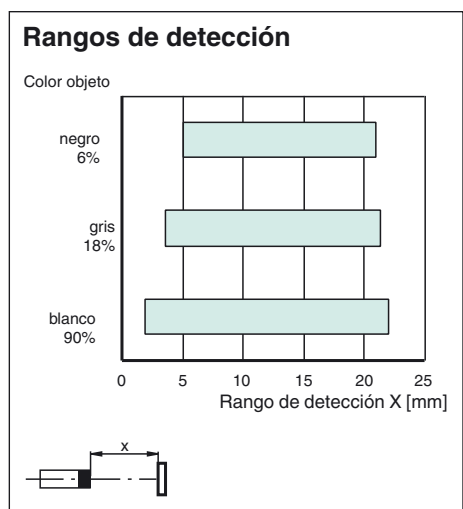 Rangos de detección
Color objeto
negro
6%
gris
18%
blanco
90%
0 5 10 15 20 25
Rango de detección X [mm]
x